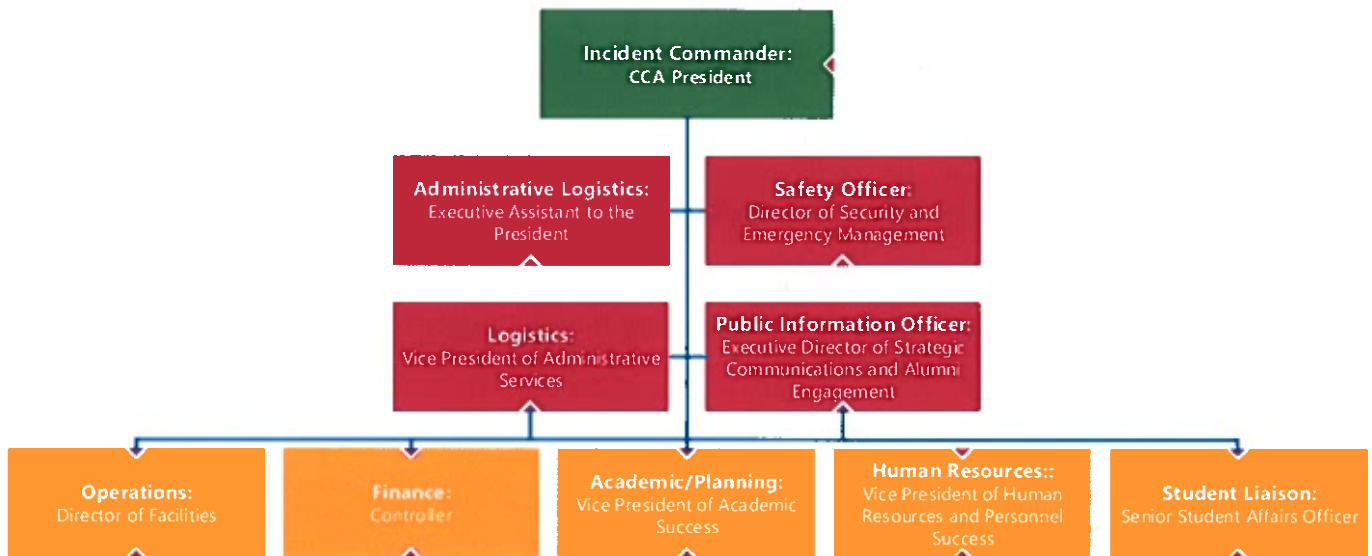 Incident Commander:
CCA President
Administrative Logistics:
Executive Assistant to the
President
Safety Officer:
Director of Security and
Emergency Management
Logistics:
Vice President of Administrative
Services
Public Information Officer:
Executive Director of Strategic
Communications and Alumni
Engagement
Operations:
Director of Facilities
Finance:
Controller
Academic/Planning:
Vice President of Academic
Success
Human Resources::
Vice President of Human
Resources and Personnel
Success
Student Liaison:
Senior Student Affairs Officer